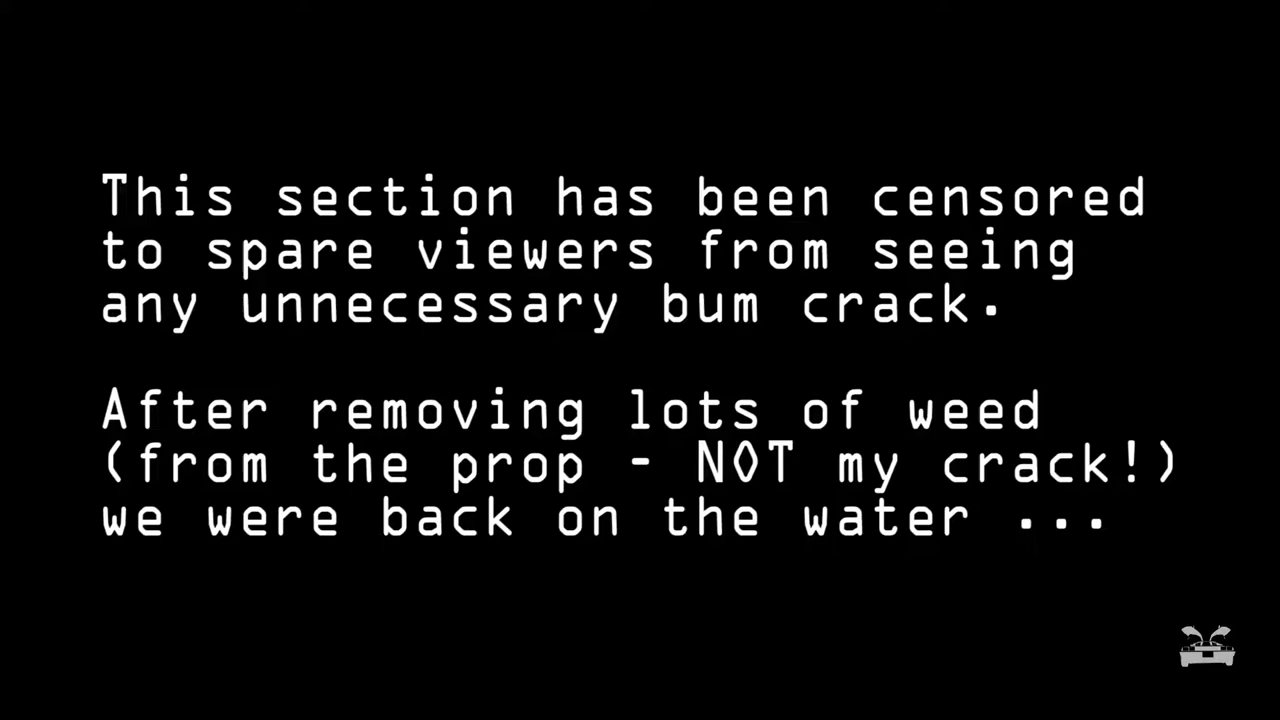 This section has been censored
to spare viewers from seeing
any unnecessary bum crack.
After removing lots of weed
(from the prop - NOT my crack!)
we were back on the water ...